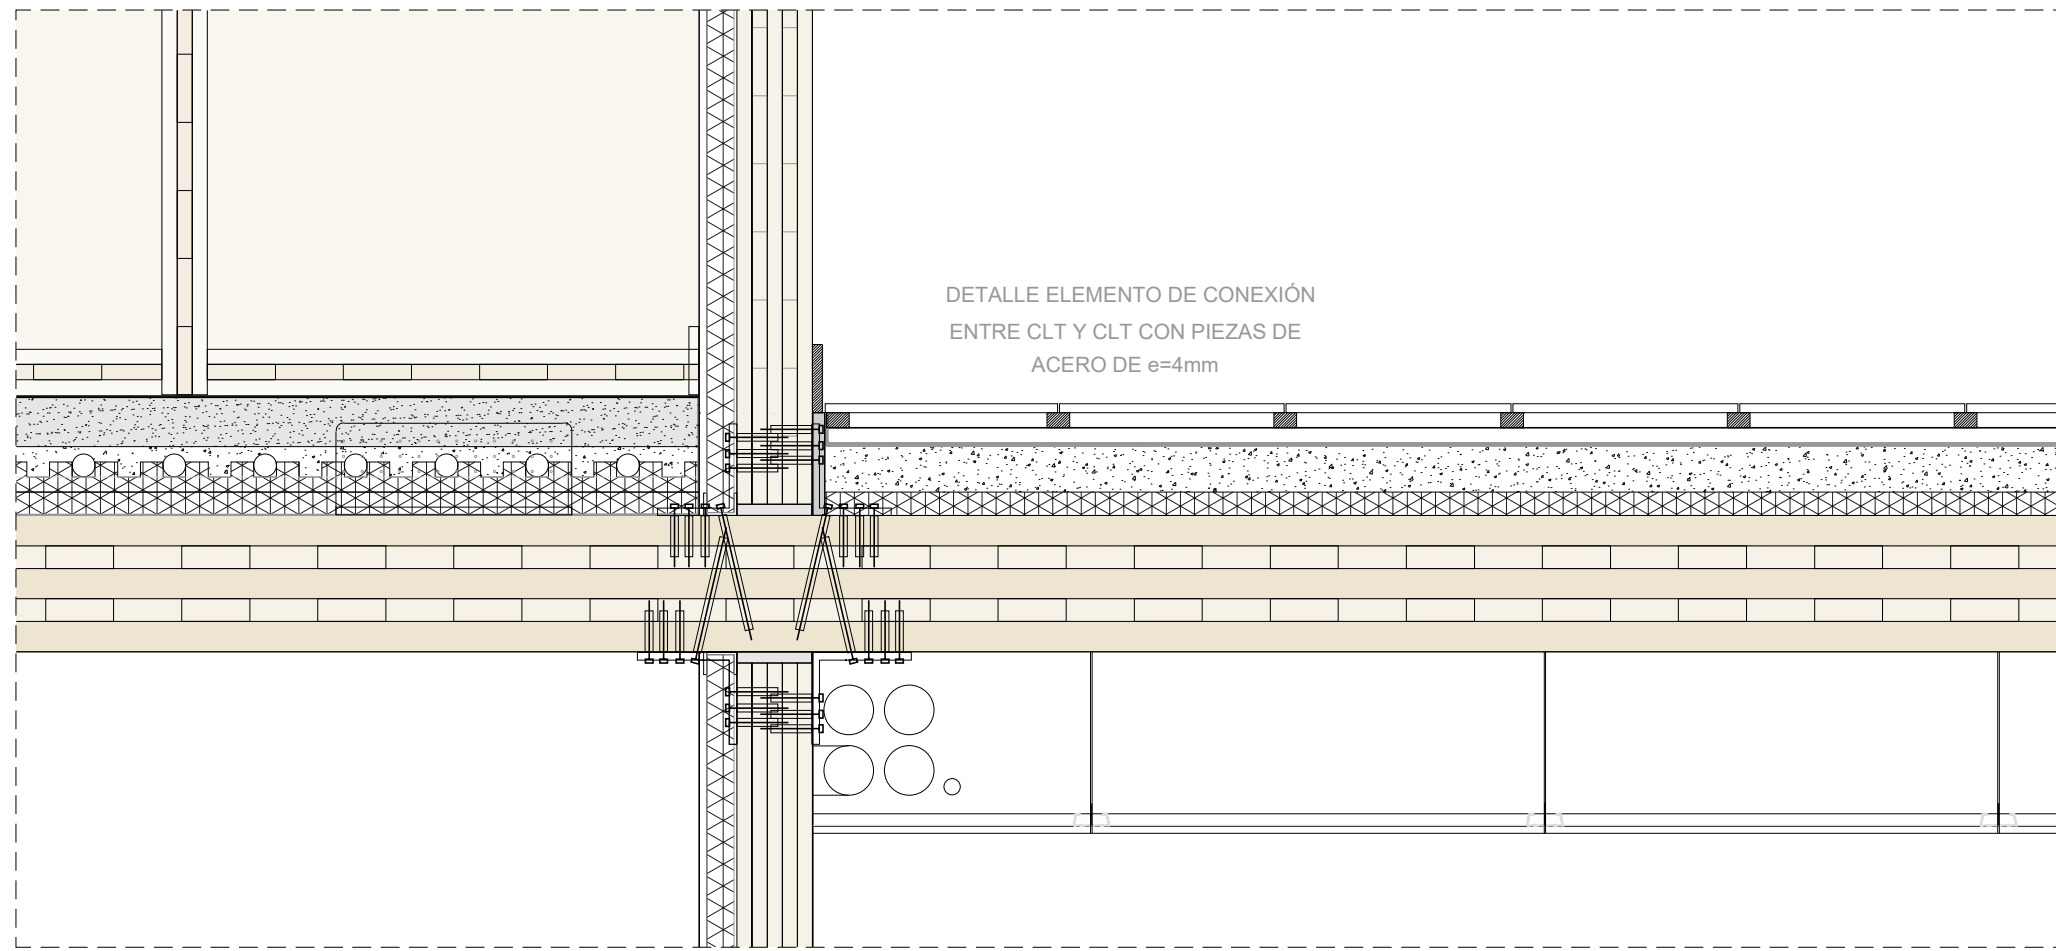 DETALLE ELEMENTO DE CONEXIÓN
ENTRE CLT Y CLT CON PIEZAS DE
ACERO DE e=4mm